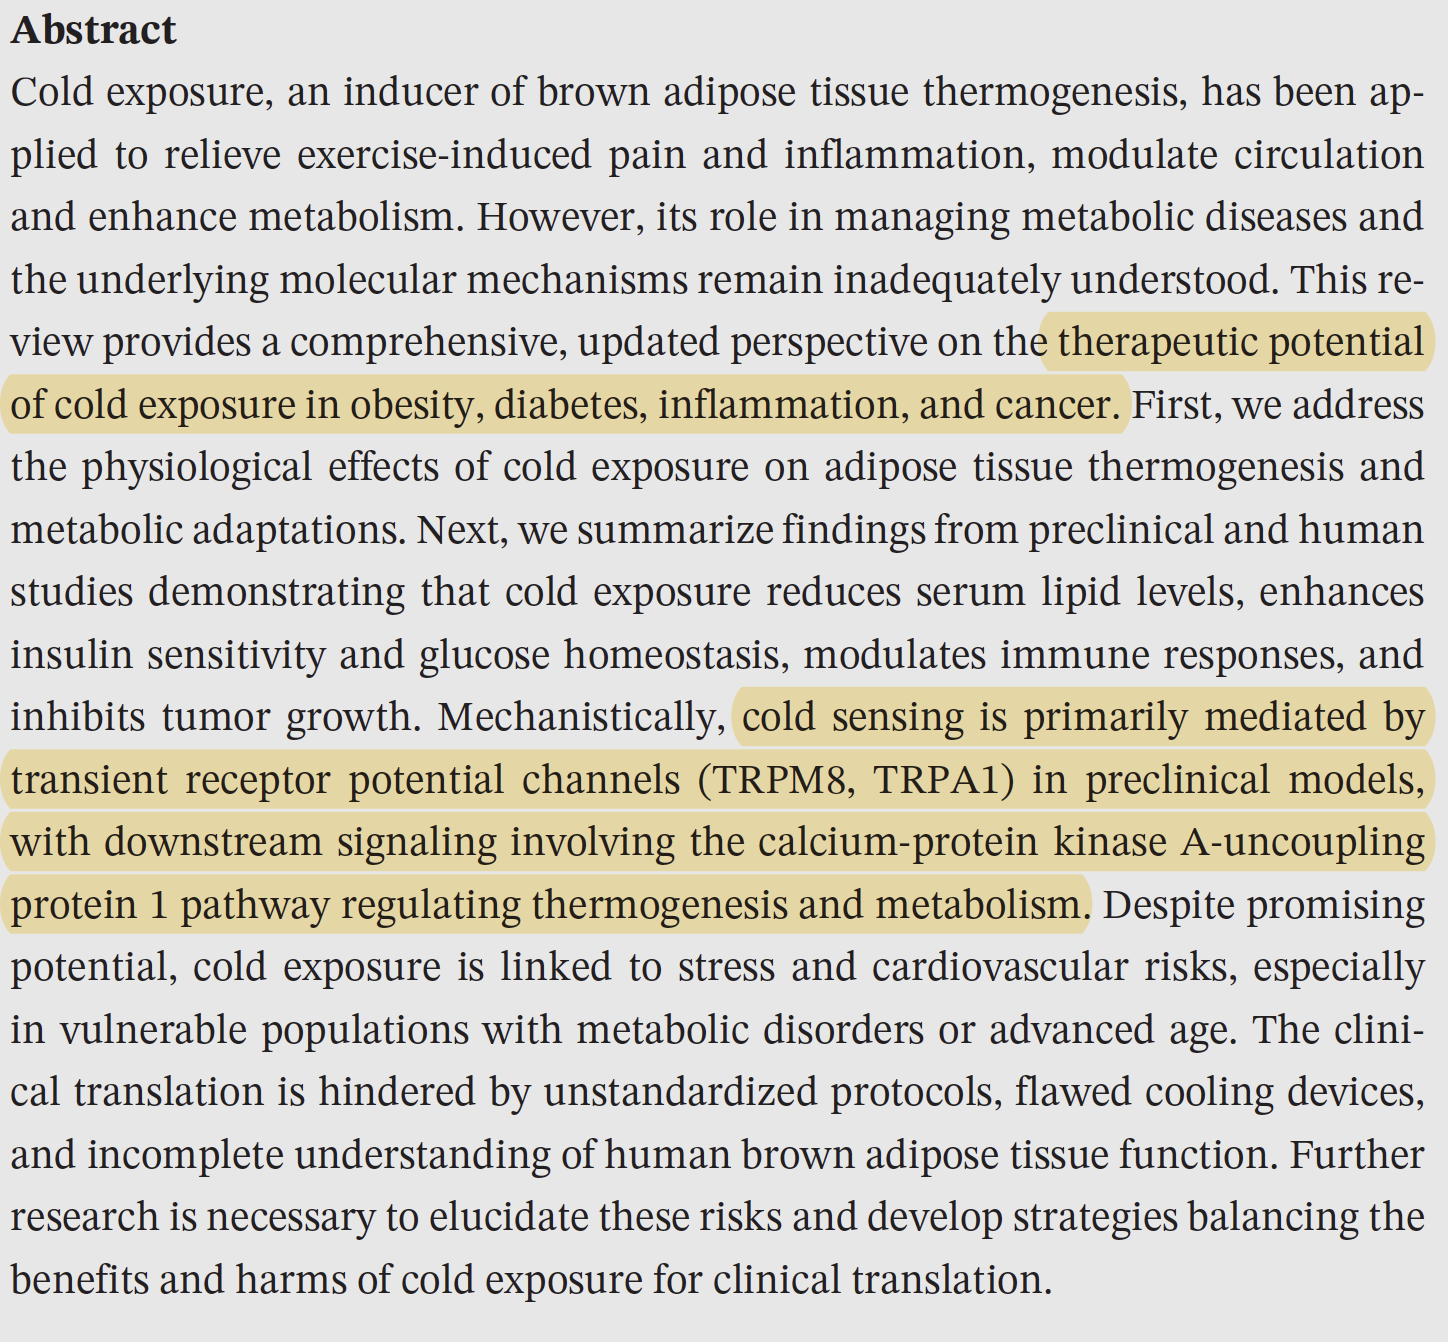 Abstract
Cold exposure, an inducer of brown adipose tissue thermogenesis, has been ap-
plied to relieve exercise-induced pain and inflammation, modulate circulation
and enhance metabolism. However, its role in managing metabolic diseases and
the underlying molecular mechanisms remain inadequately understood. This re-
view provides a comprehensive, updated perspective on the therapeutic potential
of cold exposure in obesity, diabetes, inflammation, and cancer. First, we address
the physiological effects of cold exposure on adipose tissue thermogenesis and
metabolic adaptations. Next, we summarize findings from preclinical and human
studies demonstrating that cold exposure reduces serum lipid levels, enhances
insulin sensitivity and glucose homeostasis, modulates immune responses, and
inhibits tumor growth. Mechanistically, cold sensing is primarily mediated by
transient receptor potential channels (TRPM8, TRPA1) in preclinical models,
with downstream signaling involving the calcium-protein kinase A-uncoupling
protein 1 pathway regulating thermogenesis and metabolism. Despite promising
potential, cold exposure is linked to stress and cardiovascular risks, especially
in vulnerable populations with metabolic disorders or advanced age. The clini-
cal translation is hindered by unstandardized protocols, flawed cooling devices,
and incomplete understanding of human brown adipose tissue function. Further
research is necessary to elucidate these risks and develop strategies balancing the
benefits and harms of cold exposure for clinical translation.